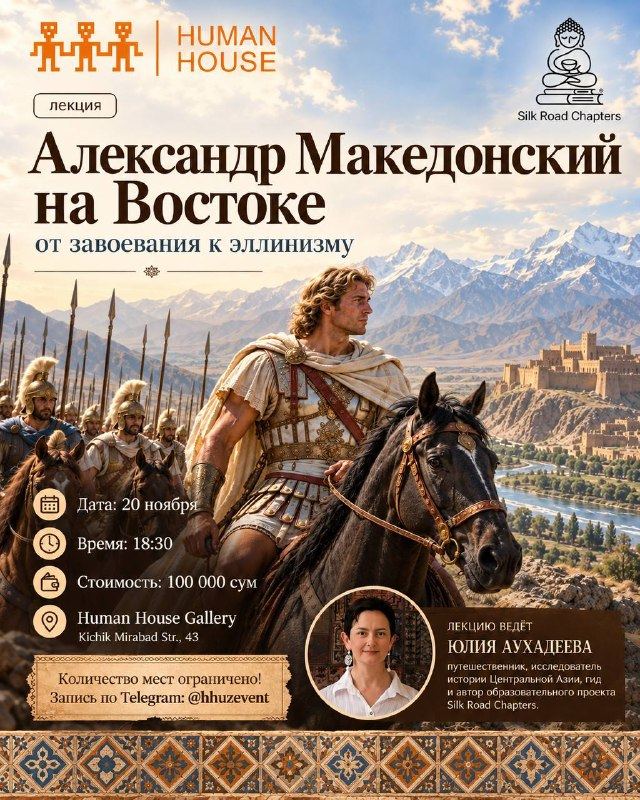 HUMAN
HOUSE
Silk Road Chapters
лекция
Александр Македонский
на Востоке
от завоевания к эллинизму
Дата: 20 ноября
Время: 18:30
Стоимость: 100 000 сум
Human House Gallery
Kichik Mirabad Str., 43
Количество мест ограничено!
Запись по Telegram: @hhuzevent
ЛЕКЦИЮ ВЕДЁТ
ЮЛИЯ АУХАДЕЕВА
путешественник, исследователь
истории Центральной Азии, гид
и автор образовательного проекта
Silk Road Chapters.